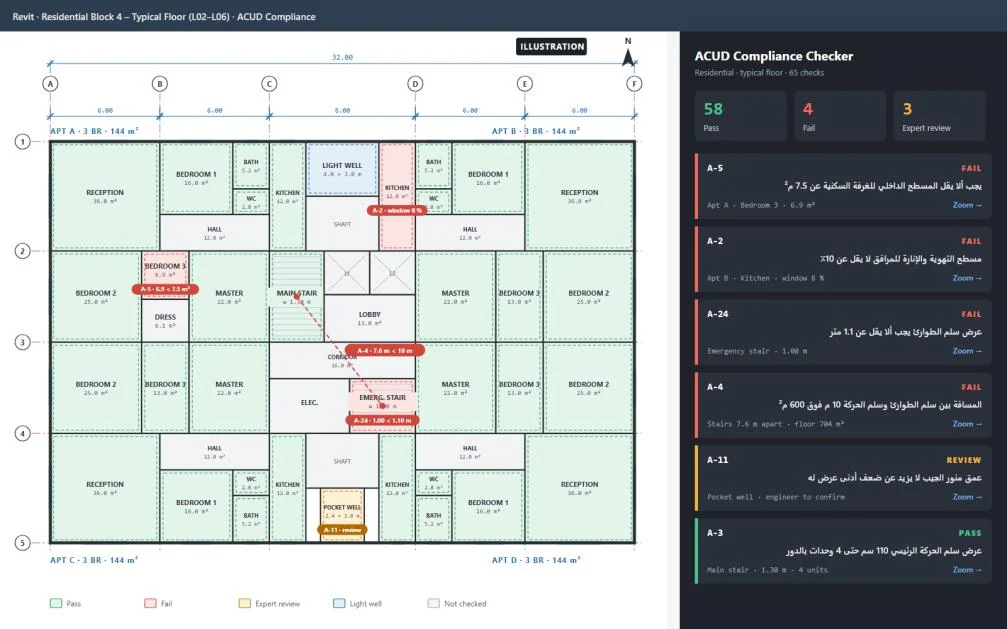 Revit · Residential Block 4 – Typical Floor (L02–L06) · ACUD Compliance
ILLUSTRATION
N
32.00
A B C D E F
6.00 6.00 8.00 6.00 6.00
APT A · 3 BR · 144 m²
APT B · 3 BR · 144 m²
1
RECEPTION
36.0 m²
BEDROOM 1
16.0 m²
BATH
5.2 m²
WC
2.8 m²
HALL
12.0 m²
KITCHEN
12.0 m²
LIGHT WELL
4.0 × 3.0 m
SHAFT
KITCHEN
12.0 m²
A-2 · window 8 %
BATH
5.2 m²
WC
BEDROOM 1
16.0 m²
HALL
12.0 m²
RECEPTION
36.0 m²
2
BEDROOM 2
25.0 m²
BEDROOM 3
6.9 m²
A-5 · 6.9 < 7.5 m²
DRESS
6.1 m²
MASTER
22.0 m²
MAIN STAIR
LOBBY
13.0 m²
MASTER
22.0 m²
BEDROOM 3
13.0 m²
BEDROOM 2
25.0 m²
3
BEDROOM 2
25.0 m²
BEDROOM 3
13.0 m²
MASTER
22.0 m²
A-4 · 7.6 m < 10 m
CORRIDOR
ELEC.
EMERG. STAIR
A-24 · 1.00 < 1.10 m
MASTER
22.0 m²
BEDROOM 3
13.0 m²
BEDROOM 2
25.0 m²
4
RECEPTION
36.0 m²
HALL
12.0 m²
BEDROOM 1
16.0 m²
WC
2.8 m²
BATH
5.2 m²
KITCHEN
12.0 m²
SHAFT
POCKET WELL
2.4 × 3.0 m
A-11 · review
KITCHEN
12.0 m²
HALL
12.0 m²
WC
2.8 m²
BATH
5.2 m²
BEDROOM 1
16.0 m²
RECEPTION
36.0 m²
5
APT C · 3 BR · 144 m²
APT D · 3 BR · 144 m²
Pass
Fail
Expert review
Light well
Not checked
ACUD Compliance Checker
Residential · typical floor · 65 checks
58
Pass
4
Fail
3
Expert review
A-5 FAIL
يجب ألا يقل المسطح الداخلي للغرفة السكنية عن 7.5 م²
Apt A · Bedroom 3 · 6.9 m² Zoom →
A-2 FAIL
مسطح التهوية والإنارة للمرافق لا يقل عن 10٪
Apt B · Kitchen · window 8 % Zoom →
A-24 FAIL
عرض سلم الطوارئ يجب ألا يقل عن 1.1 متر
Emergency stair · 1.00 m Zoom →
A-4 FAIL
المسافة بين سلم الطوارئ وسلم الحركة 10 م فوق 600 م²
Stairs 7.6 m apart · floor 704 m² Zoom →
A-11 REVIEW
عمق منور الجيب لا يزيد عن ضعف أدنى عرض له
Pocket well · engineer to confirm Zoom →
A-3 PASS
عرض سلم الحركة الرئيسي 110 سم حتى 4 وحدات بالدور
Main stair · 1.30 m · 4 units Zoom →